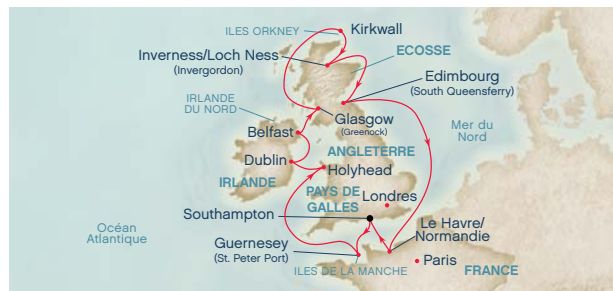 ILES ORKNEY
Kirkwall
Inverness/Loch Ness
(Invergordon)
ECOSSE
Edimbourg
(South Queensferry)
IRLANDE
DU NORD
Glasgow
(Greenock)
Mer du
Nord
Belfast
ANGLETERRE
Dublin
Holyhead
IRLANDE
PAYS DE
GALLES
Londres
Southampton
Le Havre/
Normandie
Océan
Atlantique
Guernesey
(St. Peter Port)
ILES DE LA MANCHE
Paris
FRANCE